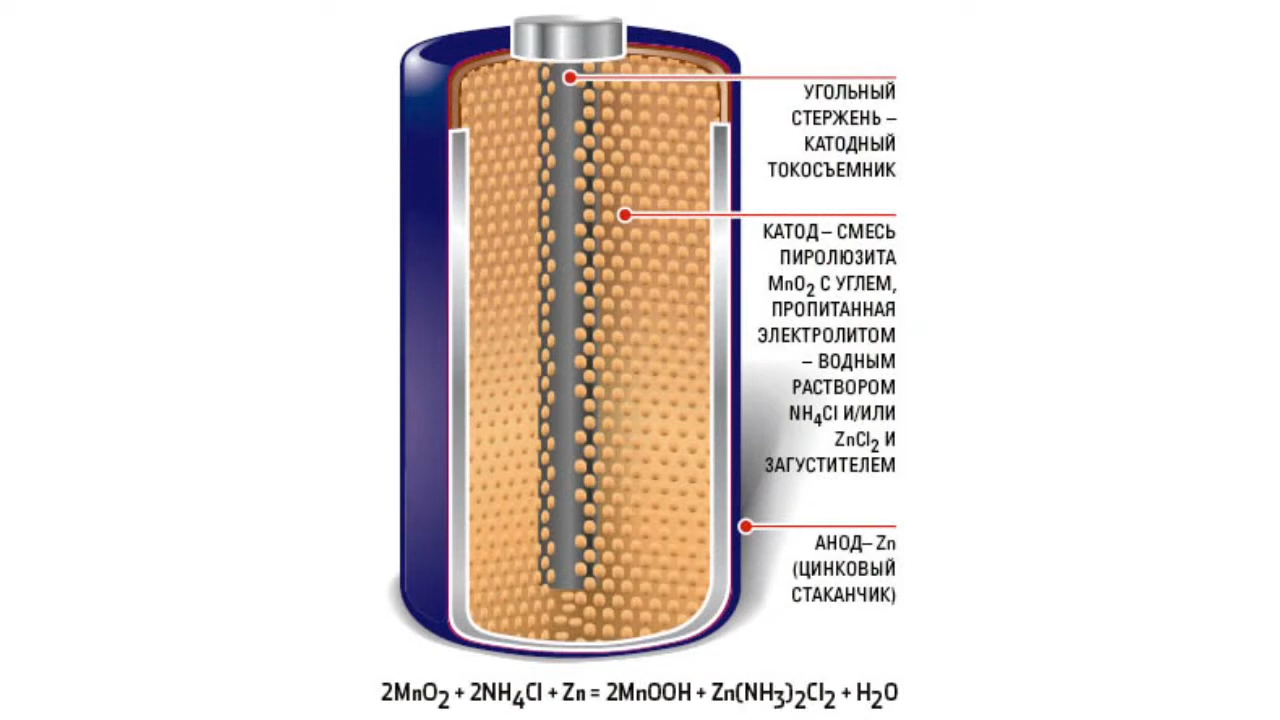 УГОЛЬНЫЙ
СТЕРЖЕНЬ –
КАТОДНЫЙ
ТОКОСЪЕМНИК
КАТОД – СМЕСЬ
ПИРОЛЮЗИТА
MnO₂ С УГЛЕМ,
ПРОПИТАННАЯ
ЭЛЕКТРОЛИТОМ
– ВОДНЫМ
РАСТВОРОМ
NH₄Cl И/ИЛИ
ZnCl₂ И
ЗАГУСТИТЕЛЕМ
АНОД– Zn
(ЦИНКОВЫЙ
СТАКАНЧИК)
2MnO₂ + 2NH₄Cl + Zn = 2MnOOH + Zn(NH₃)₂Cl₂ + H₂O